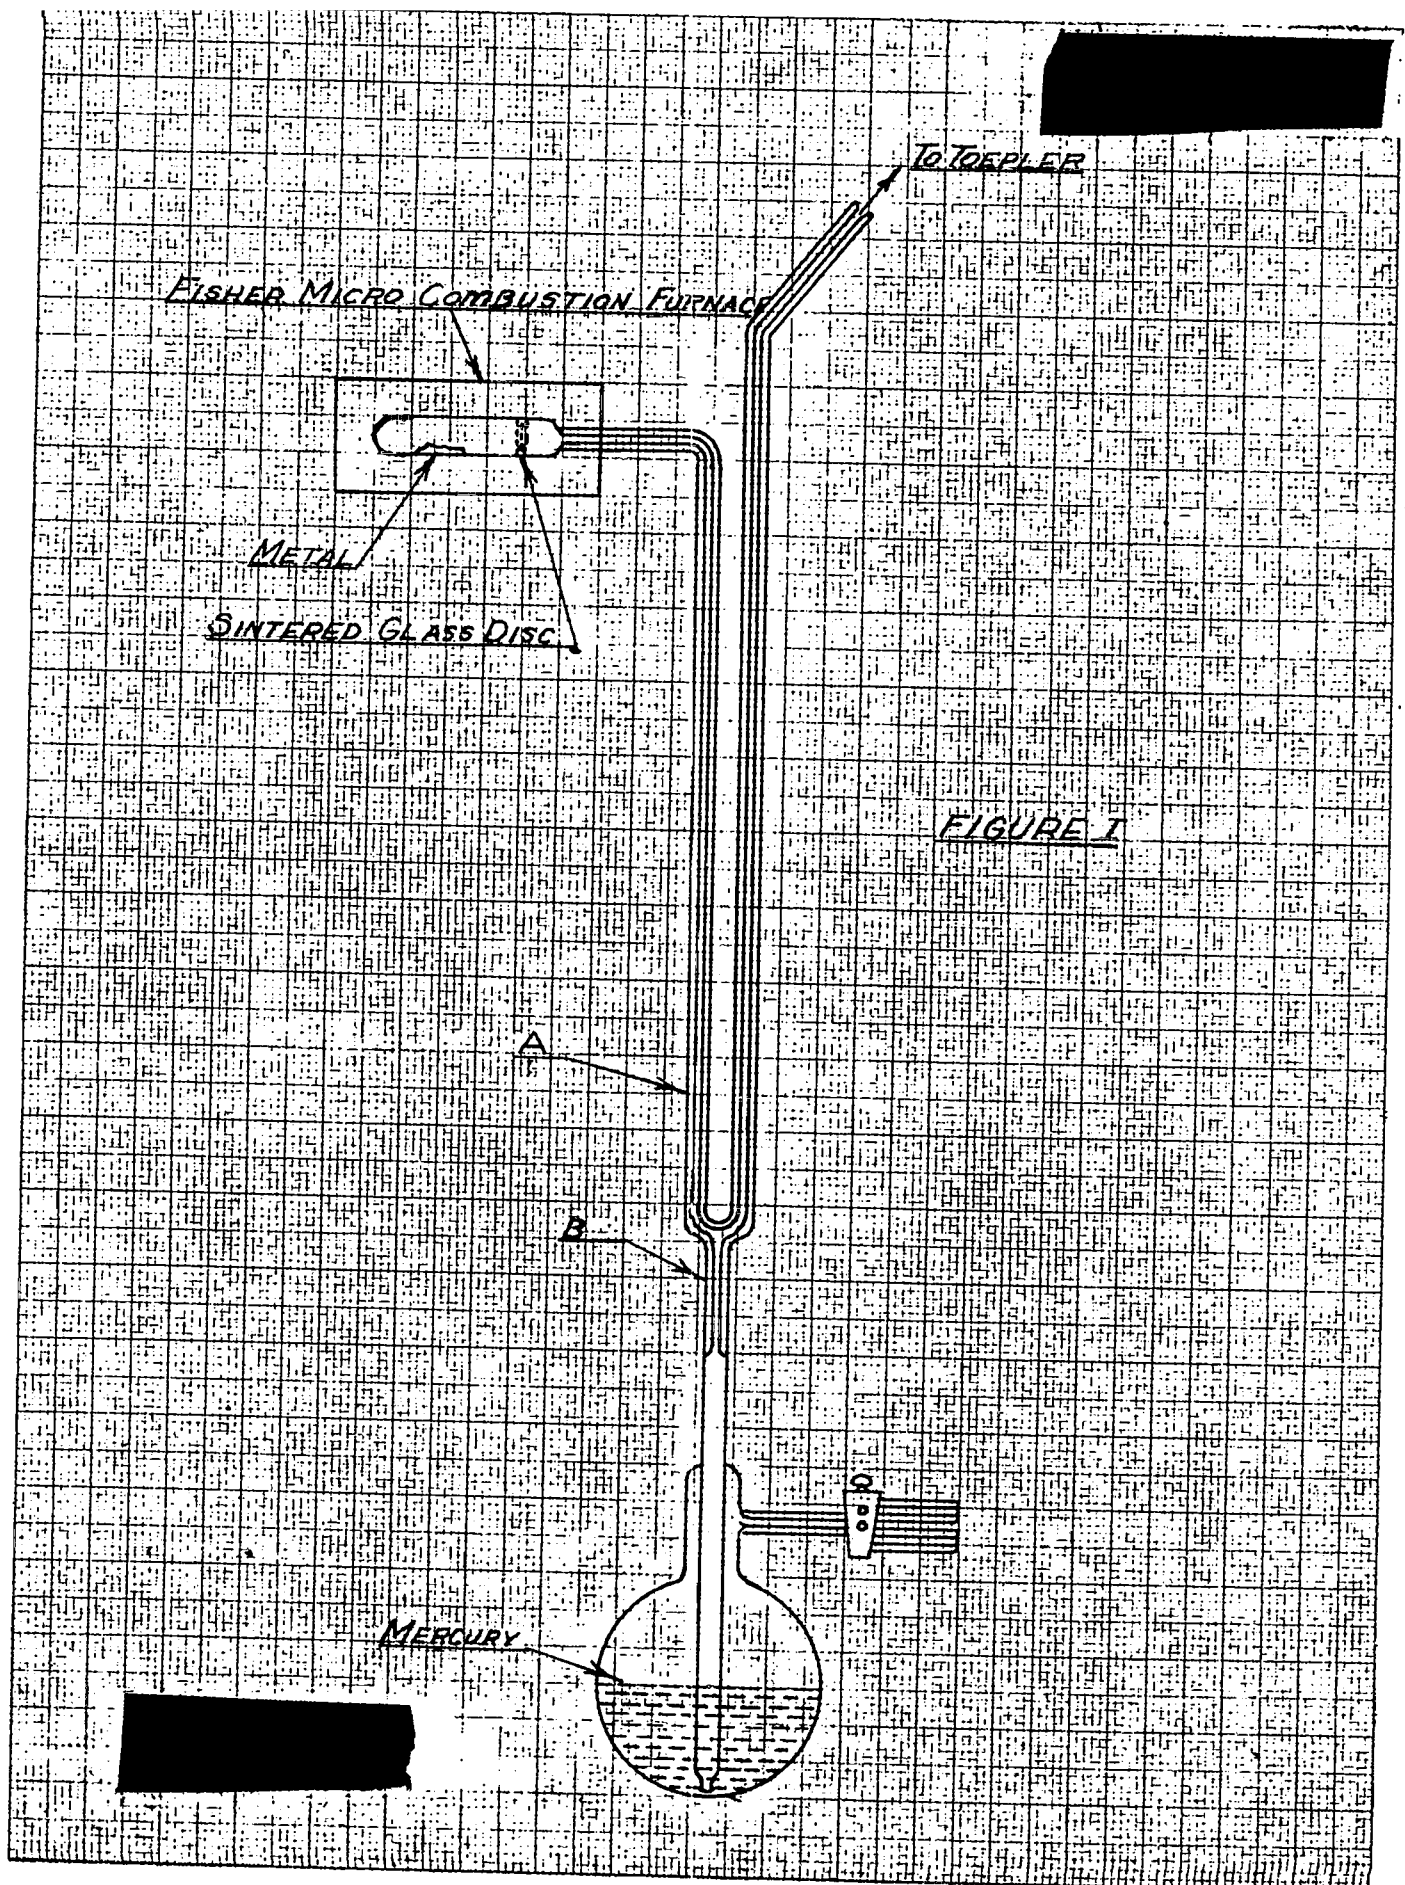 TO TOEPLER
FISHER MICRO COMBUSTION FURNACE
METAL
SINTERED GLASS DISC
FIGURE I
A
B
MERCURY